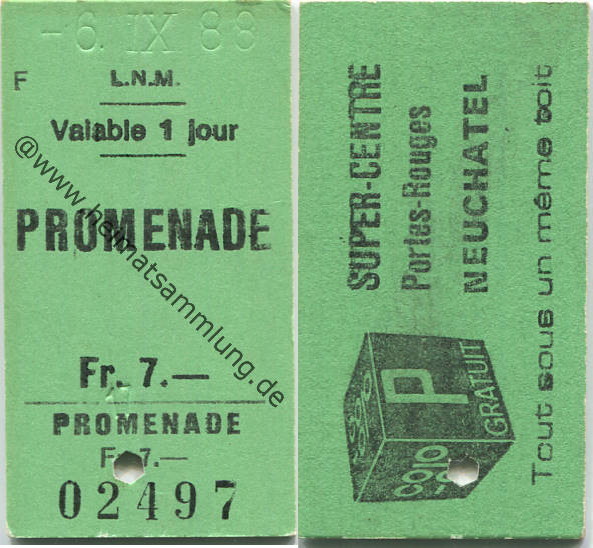 -6. IX 88
F
L.N.M.
Valable 1 jour
PROMENADE
Fr. 7.—
PROMENADE
Fr. 7.—
02497
@www.heimatsammlung.de
SUPER-CENTRE
Portes-Rouges
NEUCHATEL
Tout sous un même toit
P
GRATUIT
COOP